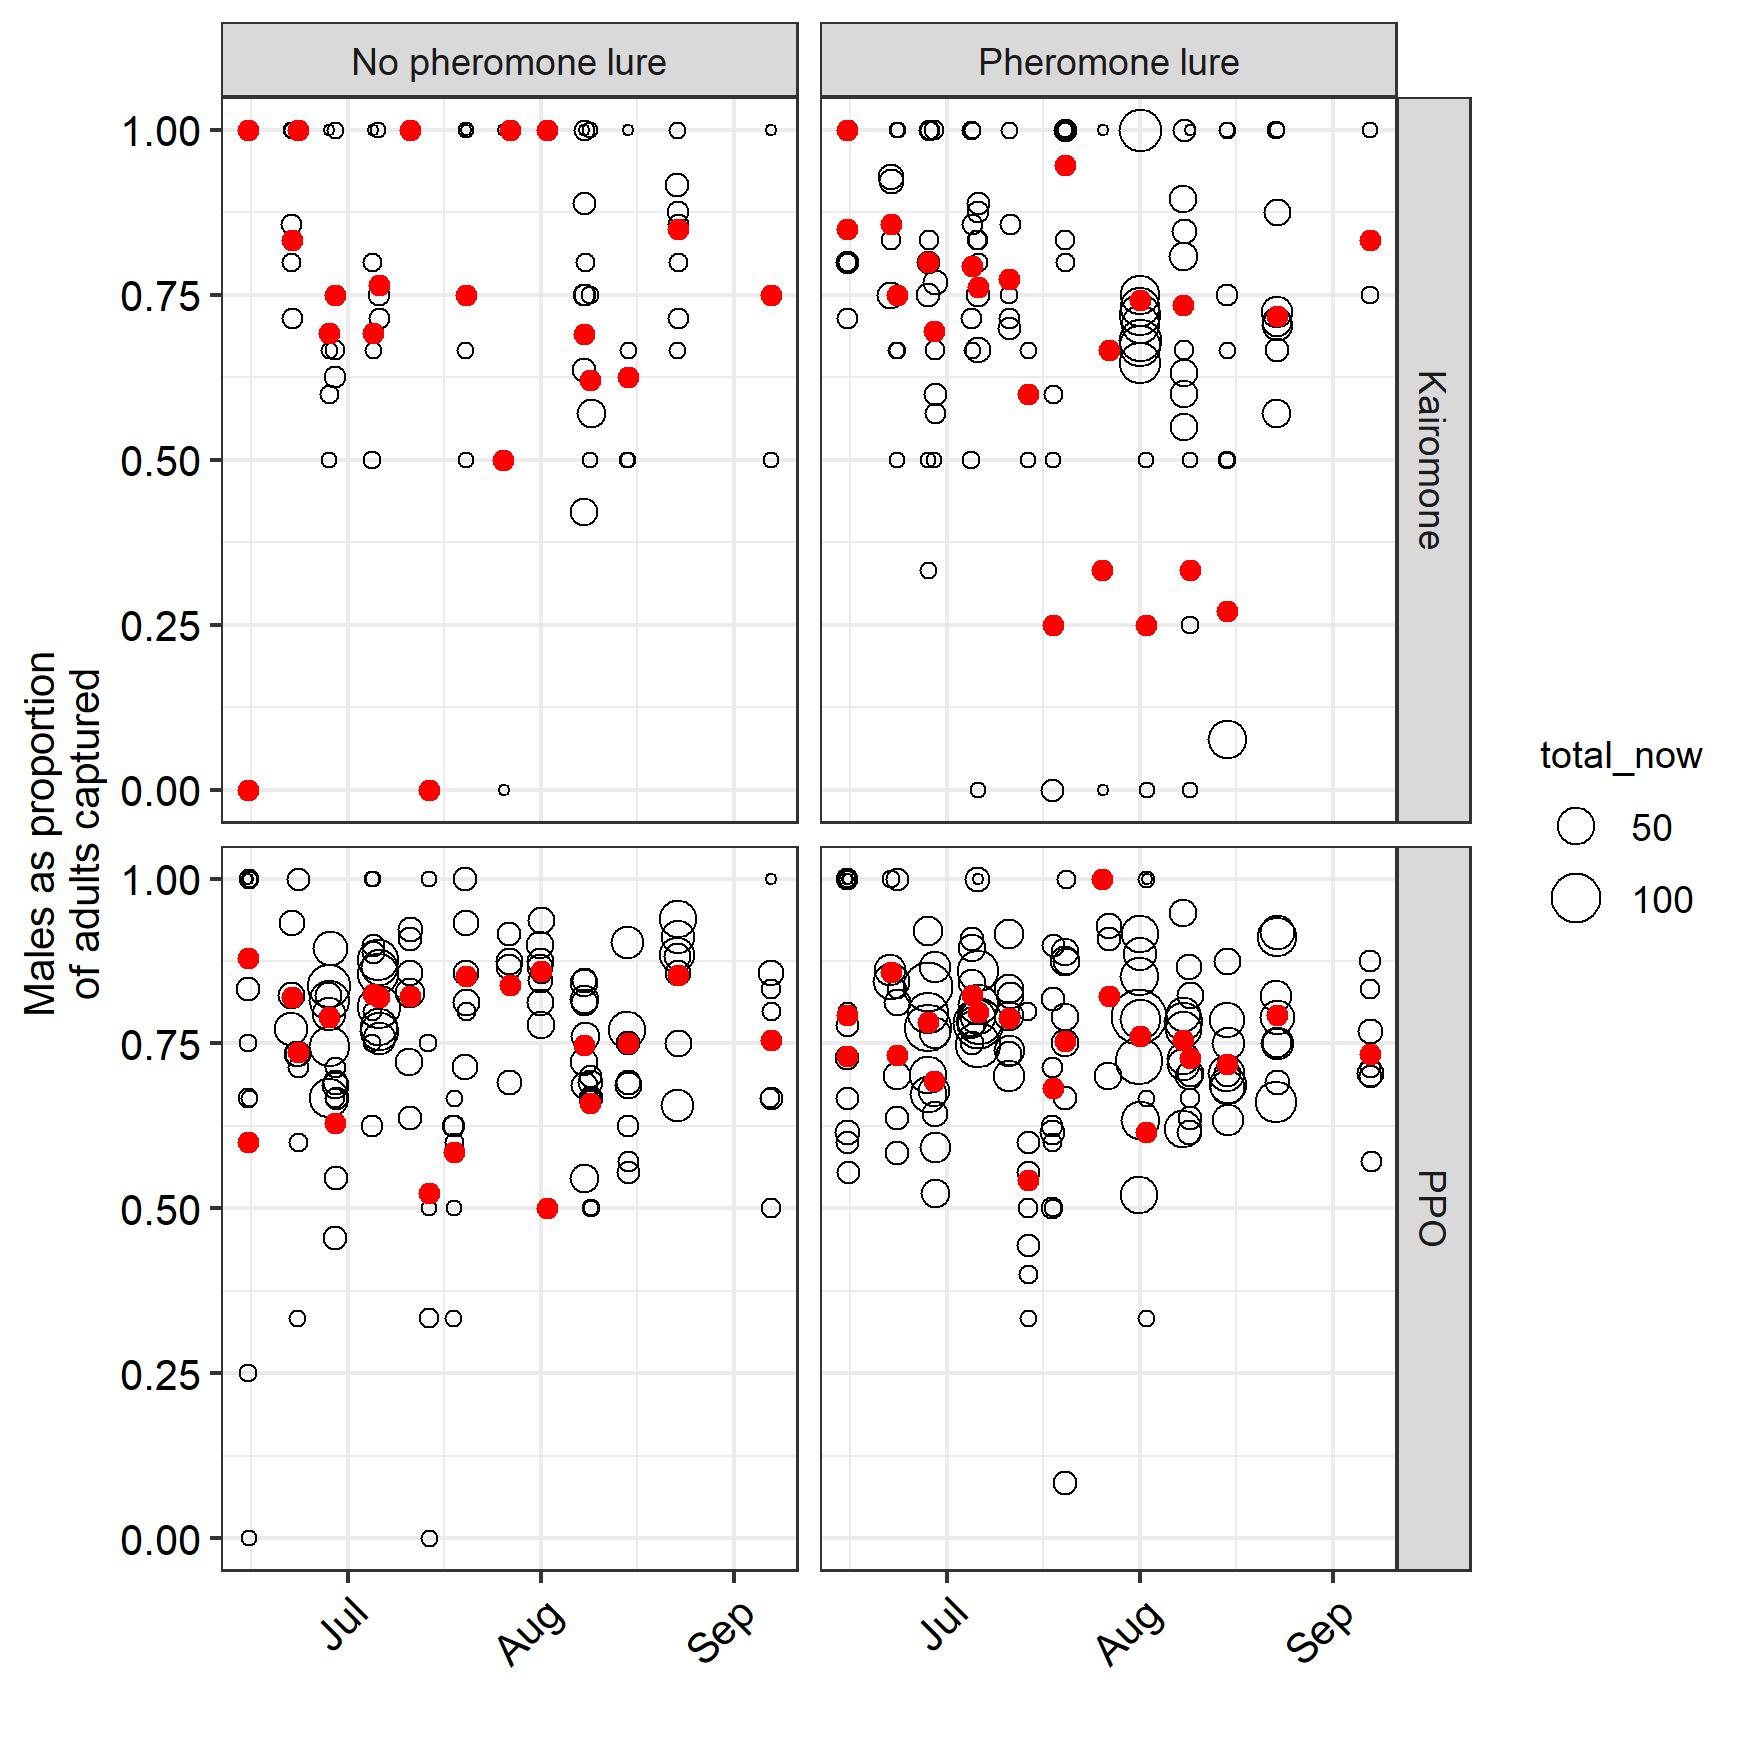 No pheromone lure
Pheromone lure
1.00
0.75
0.50
0.25
0.00
Kairomone
Males as proportion
of adults captured
1.00
0.75
0.50
0.25
0.00
PPO
Jul
Aug
Sep
Jul
Aug
Sep
total_now
50
100